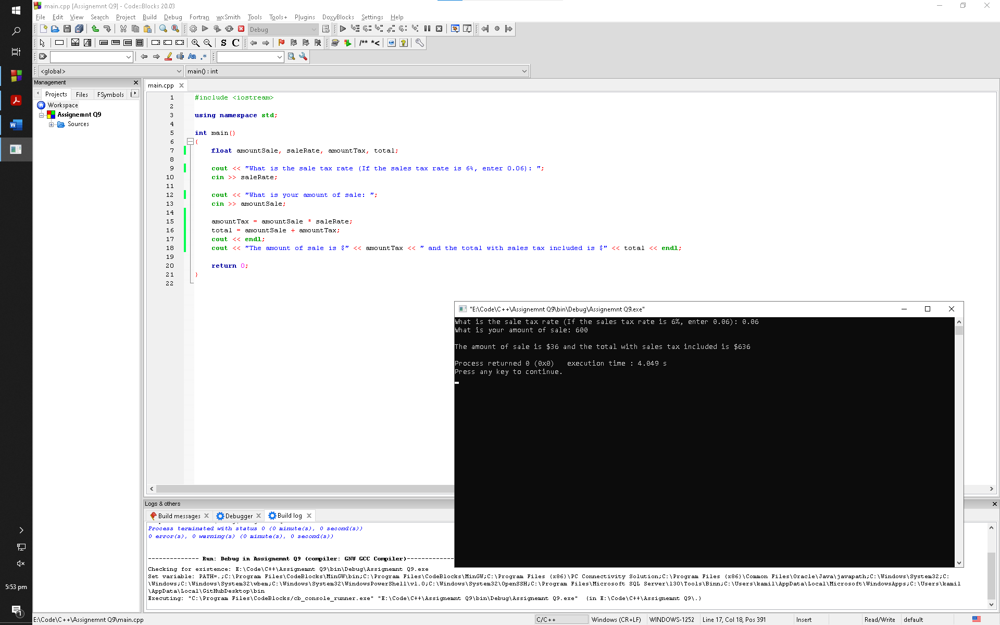 main.cpp [Assignemnt Q9] - Code::Blocks 20.03
File Edit View Search Project Build Debug Fortran wxSmith Tools Tools+ Plugins DoxyBlocks Settings Help
Debug
S C /** *<
Aa .*
<global> main() : int
Management
Projects Files FSymbols
Workspace
Assignemnt Q9
Sources
main.cpp
1 #include <iostream>
2
3 using namespace std;
4
5 int main()
6 {
7 float amountSale, saleRate, amountTax, total;
8
9 cout << "What is the sale tax rate (If the sales tax rate is 6%, enter 0.06): ";
10 cin >> saleRate;
11
12 cout << "What is your amount of sale: ";
13 cin >> amountSale;
14
15 amountTax = amountSale * saleRate;
16 total = amountSale + amountTax;
17 cout << endl;
18 cout << "The amount of sale is $" << amountTax << " and the total with sales tax included is $" << total << endl;
19
20 return 0;
21 }
22
"E:\Code\C++\Assignemnt Q9\bin\Debug\Assignemnt Q9.exe"
What is the sale tax rate (If the sales tax rate is 6%, enter 0.06): 0.06
What is your amount of sale: 600
The amount of sale is $36 and the total with sales tax included is $636
Process returned 0 (0x0) execution time : 4.049 s
Press any key to continue.
Logs & others
Build messages Debugger Build log
Process terminated with status 0 (0 minute(s), 0 second(s))
0 error(s), 0 warning(s) (0 minute(s), 0 second(s))
-------------- Run: Debug in Assignemnt Q9 (compiler: GNU GCC Compiler)---------------
Checking for existence: E:\Code\C++\Assignemnt Q9\bin\Debug\Assignemnt Q9.exe
Set variable: PATH=.;C:\Program Files\CodeBlocks\MinGW\bin;C:\Program Files\CodeBlocks\MinGW;C:\Program Files (x86)\PC Connectivity Solution;C:\Program Files (x86)\Common Files\Oracle\Java\javapath;C:\Windows\System32;C:
\Windows;C:\Windows\System32\wbem;C:\Windows\System32\WindowsPowerShell\v1.0;C:\Windows\System32\OpenSSH;C:\Program Files\Microsoft SQL Server\130\Tools\Binn;C:\Users\kamil\AppData\Local\Microsoft\WindowsApps;C:\Users\kamil
\AppData\Local\GitHubDesktop\bin
Executing: "C:\Program Files\CodeBlocks/cb_console_runner.exe" "E:\Code\C++\Assignemnt Q9\bin\Debug\Assignemnt Q9.exe" (in E:\Code\C++\Assignemnt Q9\.)
5:53 pm
1
E:\Code\C++\Assignemnt Q9\main.cpp C/C++ Windows (CR+LF) WINDOWS-1252 Line 17, Col 18, Pos 391 Insert Read/Write default